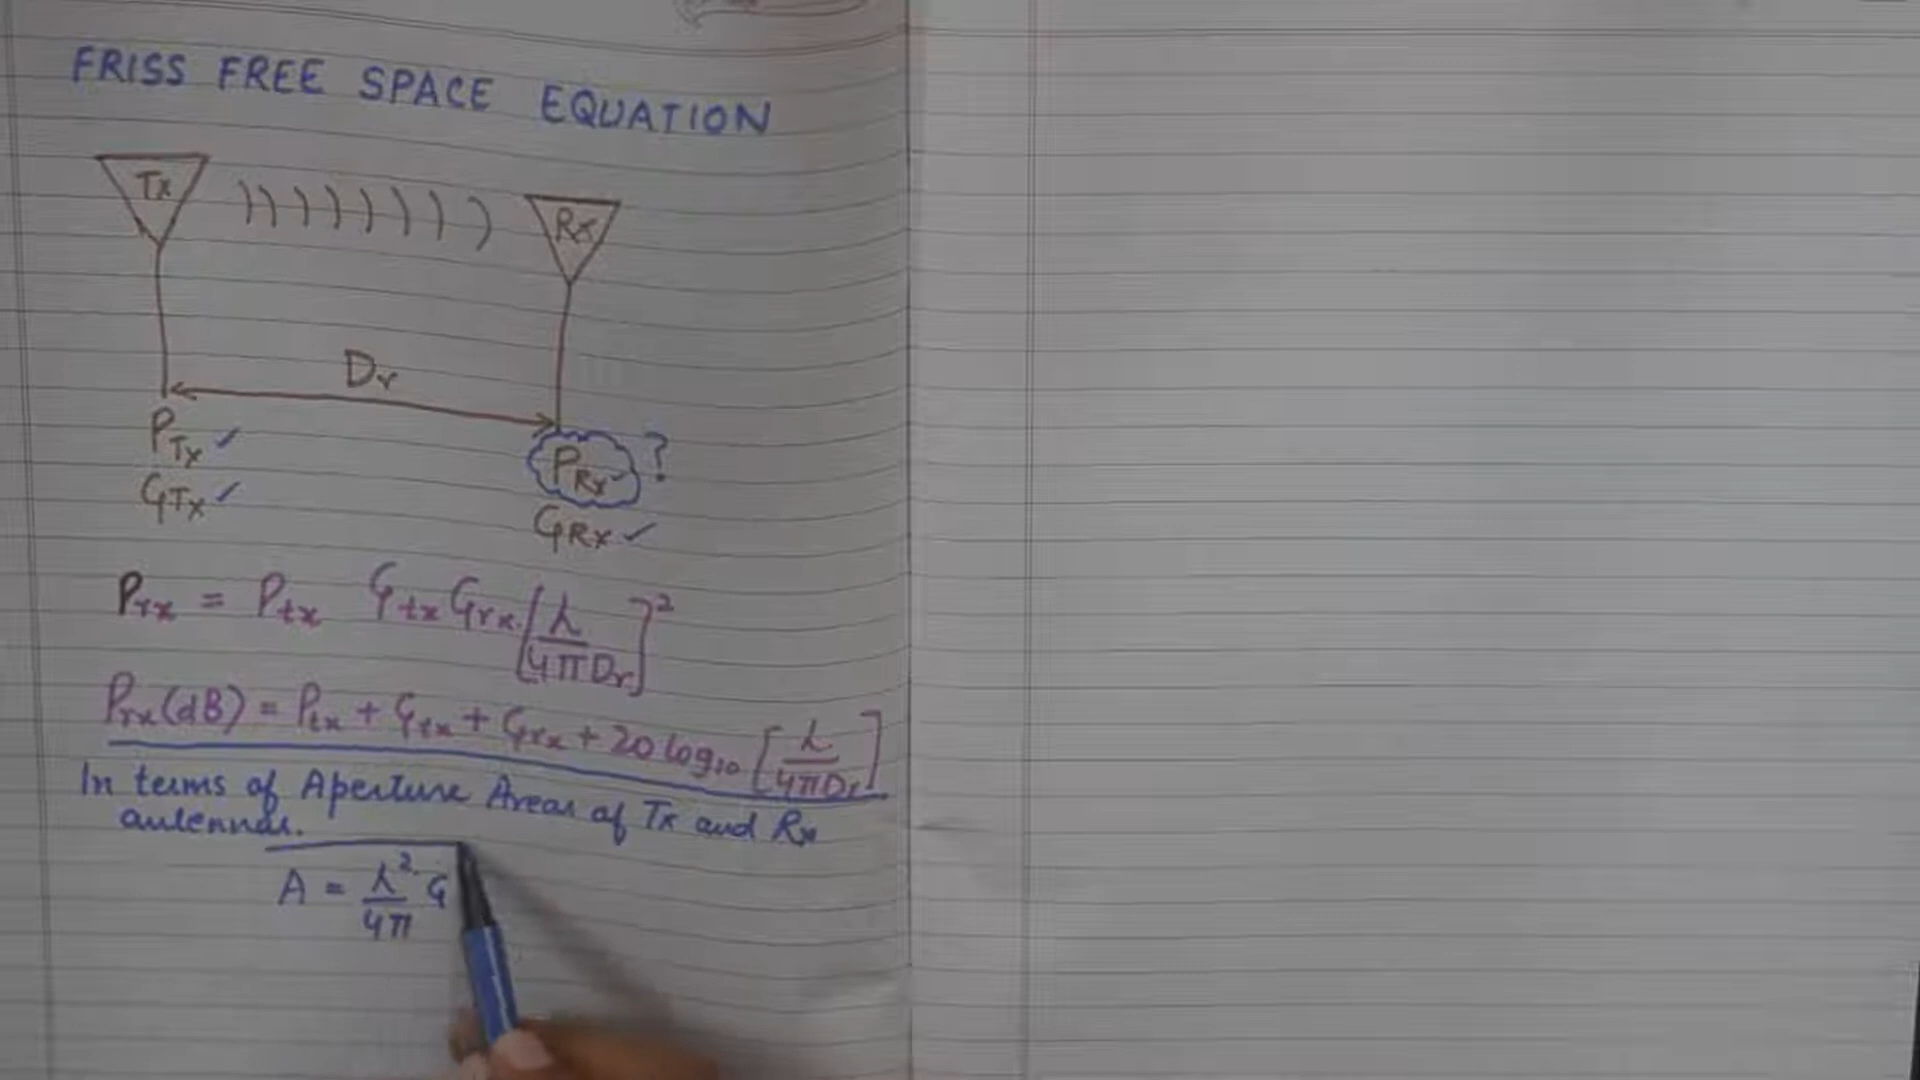 FRISS FREE SPACE EQUATION
Tx
Rx
Dr
PTx ✓
GTx ✓
PRx ?
GRx ✓
Prx = Ptx Gtx Grx. [λ/4πDr]²
Prx(dB) = Ptx + Gtx + Grx + 20 log₁₀ [λ/4πDr]
In terms of Aperture Areas of Tx and Rx
antennas.
A = λ²/4π G